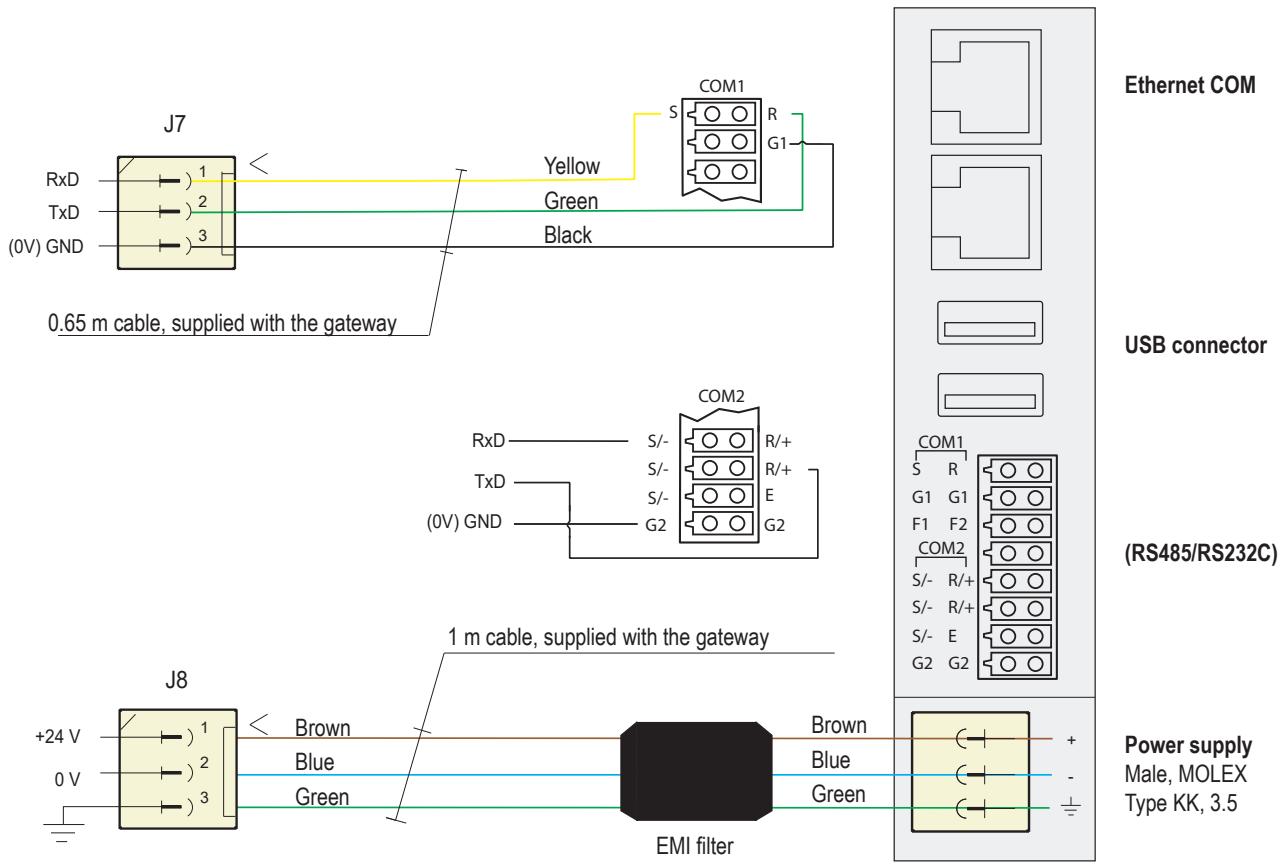 COM1
Ethernet COM
J7
S
R
G1
1
Yellow
RxD
2
Green
TxD
3
Black
(0V) GND
0.65 m cable, supplied with the gateway
USB connector
COM2
RxD
S/- R/+
S/- R/+
TxD
S/- E
(0V) GND
G2 G2
COM1
S R
G1 G1
F1 F2
COM2
(RS485/RS232C)
S/- R/+
S/- R/+
S/- E
G2 G2
1 m cable, supplied with the gateway
J8
1
Brown
Brown
+24 V
+
2
Blue
Blue
0 V
-
3
Green
Green
Power supply
Male, MOLEX
Type KK, 3.5
EMI filter